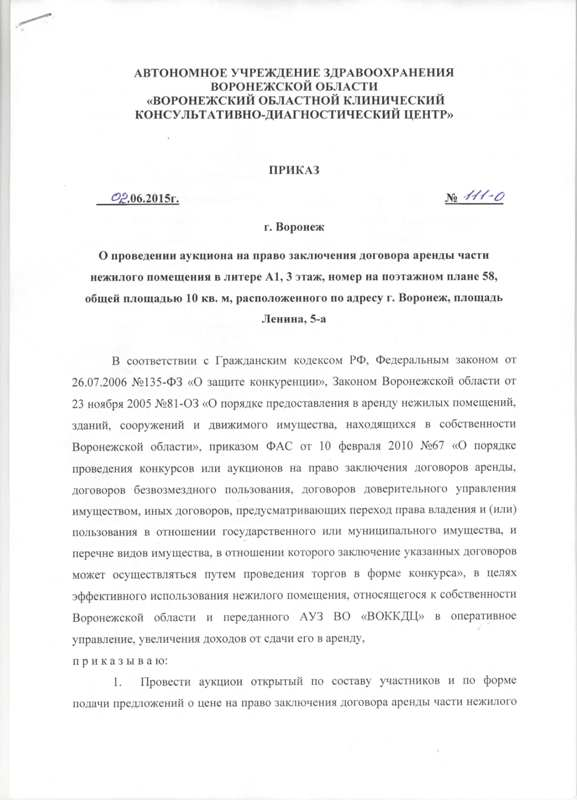 АВТОНОМНОЕ УЧРЕЖДЕНИЕ ЗДРАВООХРАНЕНИЯ
ВОРОНЕЖСКОЙ ОБЛАСТИ
«ВОРОНЕЖСКИЙ ОБЛАСТНОЙ КЛИНИЧЕСКИЙ
КОНСУЛЬТАТИВНО-ДИАГНОСТИЧЕСКИЙ ЦЕНТР»
ПРИКАЗ
02.06.2015г. № 111-О
г. Воронеж
О проведении аукциона на право заключения договора аренды части
нежилого помещения в литере А1, 3 этаж, номер на поэтажном плане 58,
общей площадью 10 кв. м, расположенного по адресу г. Воронеж, площадь
Ленина, 5-а
В соответствии с Гражданским кодексом РФ, Федеральным законом от
26.07.2006 №135-ФЗ «О защите конкуренции», Законом Воронежской области от
23 ноября 2005 №81-ОЗ «О порядке предоставления в аренду нежилых помещений,
зданий, сооружений и движимого имущества, находящихся в собственности
Воронежской области», приказом ФАС от 10 февраля 2010 №67 «О порядке
проведения конкурсов или аукционов на право заключения договоров аренды,
договоров безвозмездного пользования, договоров доверительного управления
имуществом, иных договоров, предусматривающих переход права владения и (или)
пользования в отношении государственного или муниципального имущества, и
перечне видов имущества, в отношении которого заключение указанных договоров
может осуществляться путем проведения торгов в форме конкурса», в целях
эффективного использования нежилого помещения, относящегося к собственности
Воронежской области и переданного АУЗ ВО «ВОККДЦ» в оперативное
управление, увеличения доходов от сдачи его в аренду,
п р и к а з ы в а ю:
1. Провести аукцион открытый по составу участников и по форме
подачи предложений о цене на право заключения договора аренды части нежилого